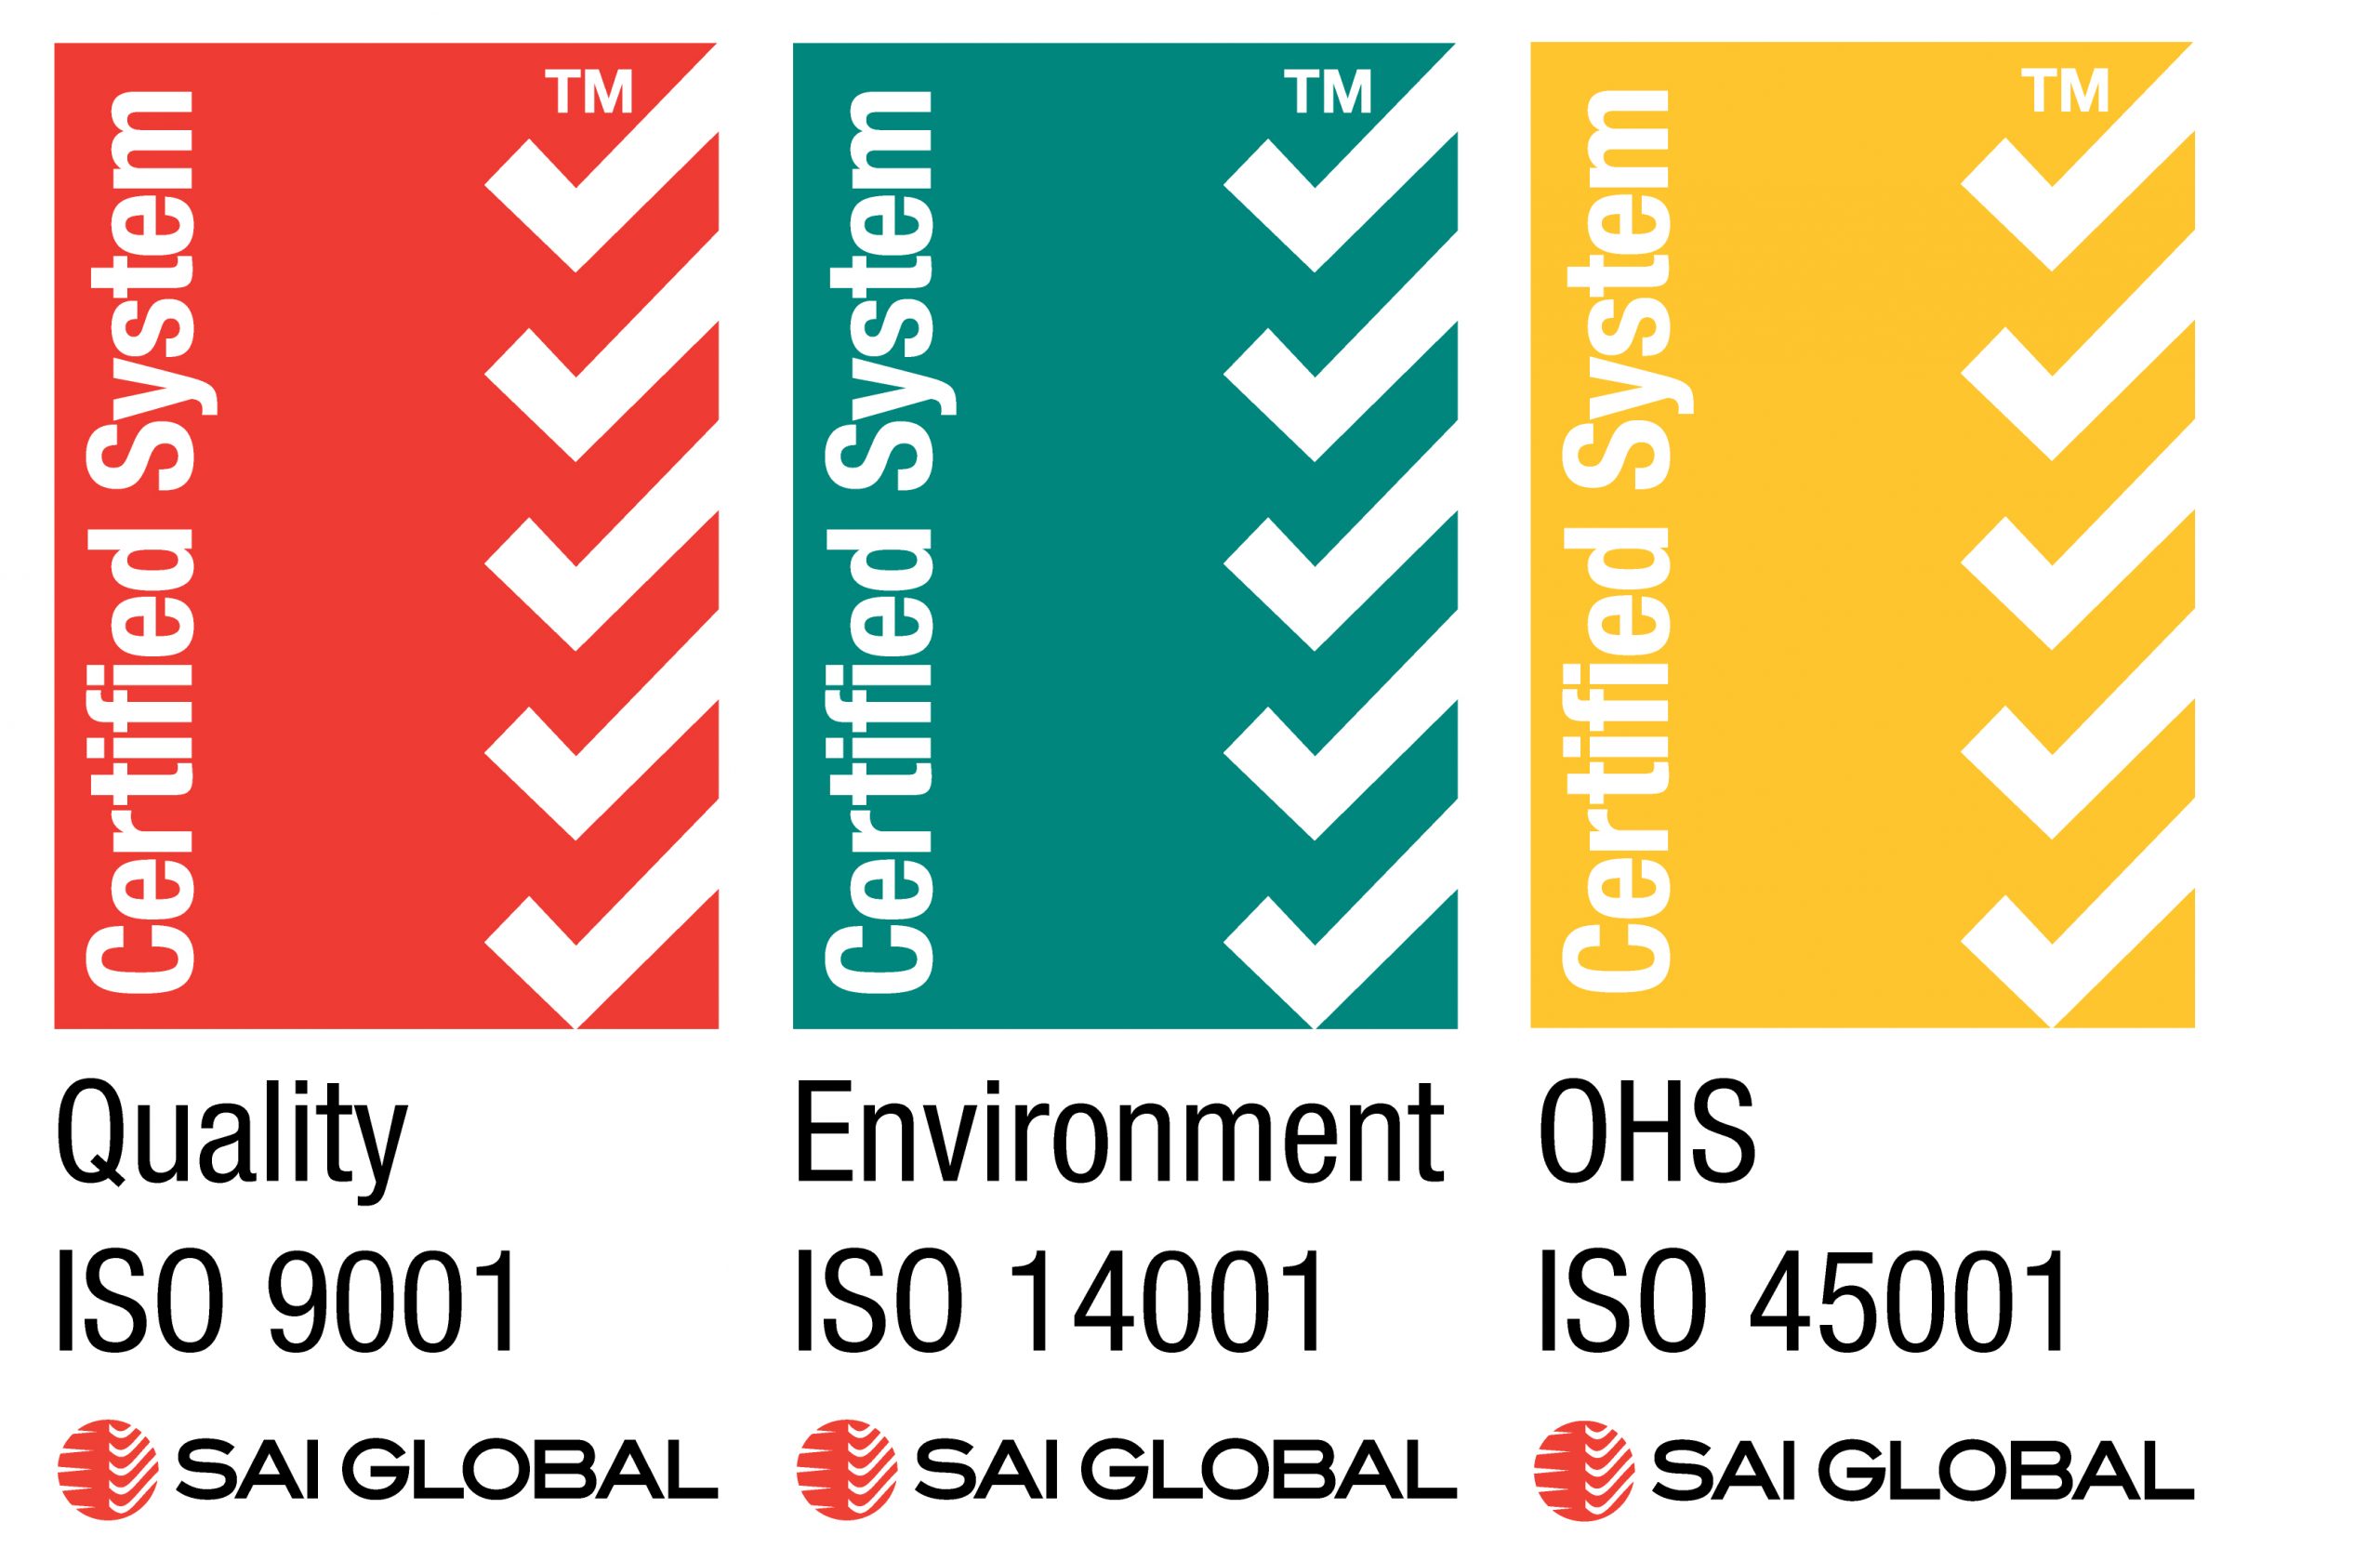 Certified System
TM
Quality
ISO 9001
SAI GLOBAL
Certified System
TM
Environment
ISO 14001
SAI GLOBAL
Certified System
TM
OHS
ISO 45001
SAI GLOBAL